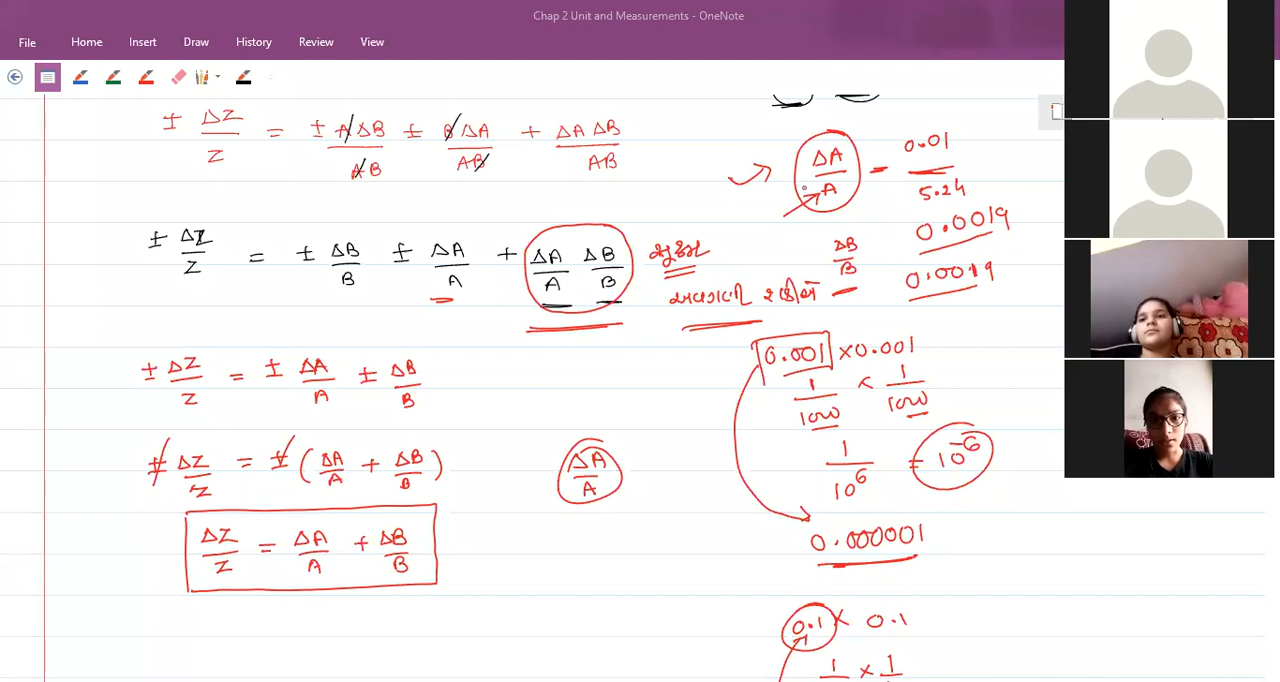 Chap 2 Unit and Measurements - OneNote
File Home Insert Draw History Review View
± ΔZ/Z = ± AΔB/AB ± BΔA/AB + ΔA ΔB/AB
± ΔZ/Z = ± ΔB/B ± ΔA/A + ΔA/A ΔB/B
± ΔZ/Z = ± ΔA/A ± ΔB/B
± ΔZ/Z = ± (ΔA/A + ΔB/B)
ΔZ/Z = ΔA/A + ΔB/B
ΔA/A
ΔA/A = 0.01/5.24
0.0019
ΔB/B
0.0019
0.001 × 0.001
1/1000 × 1/1000
1/10⁶ = 10⁻⁶
0.000001
0.1 × 0.1
1 × 1